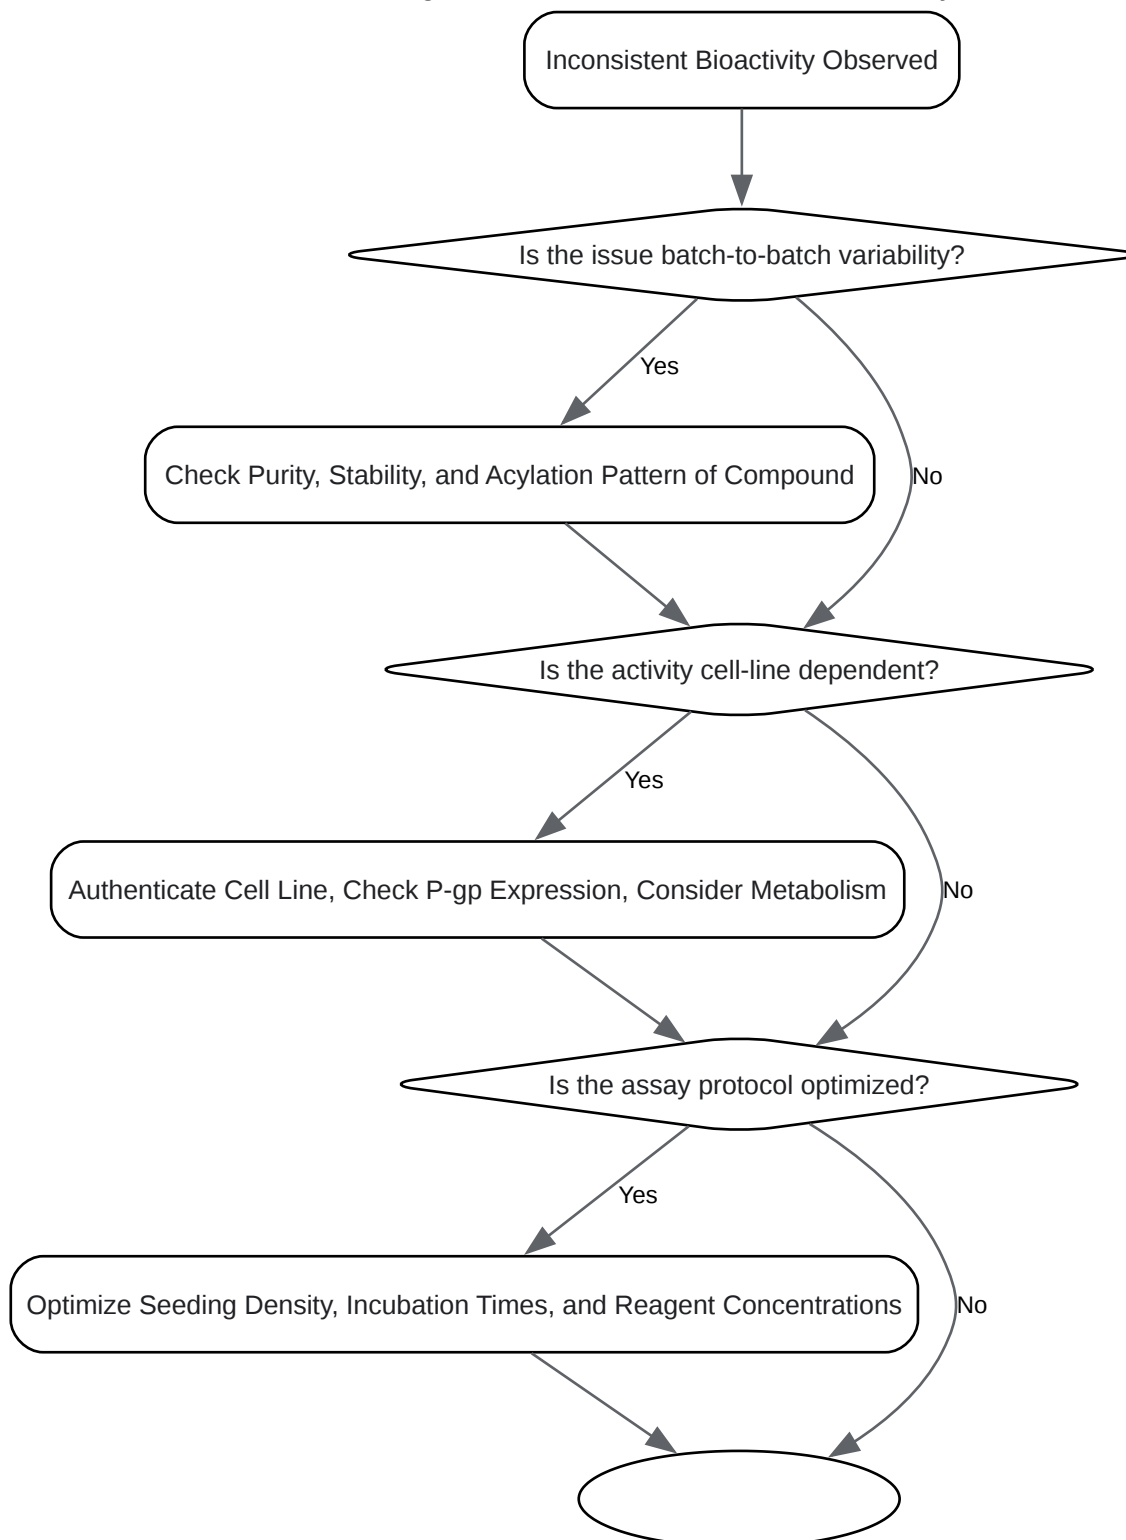 Inconsistent Bioactivity Observed
Is the issue batch-to-batch variability?
Yes
Check Purity, Stability, and Acylation Pattern of Compound
No
Is the activity cell-line dependent?
Yes
Authenticate Cell Line, Check P-gp Expression, Consider Metabolism
No
Is the assay protocol optimized?
Yes
Optimize Seeding Density, Incubation Times, and Reagent Concentrations
No